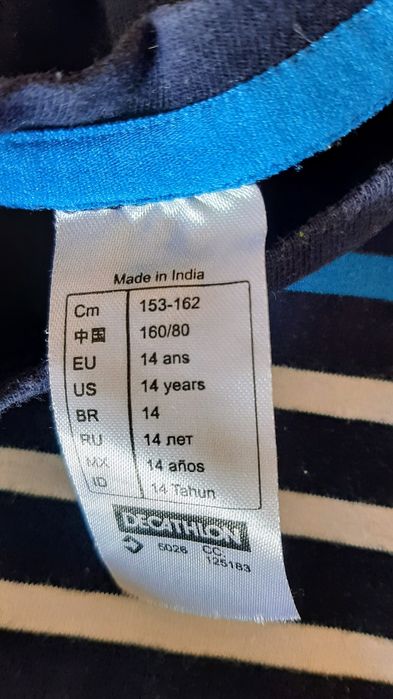 Made in India
Cm 153-162
中国 160/80
EU 14 ans
US 14 years
BR 14
RU 14 лет
MX 14 años
ID 14 Tahun
DECATHLON
5026 CC.
125183